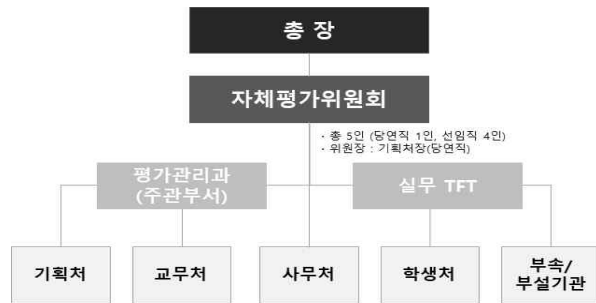 총 장
자체평가위원회
· 총 5인 (당연직 1인, 선임직 4인)
· 위원장 : 기획처장(당연직)
평가관리과
(주관부서)
실무 TFT
기획처
교무처
사무처
학생처
부속/
부설기관